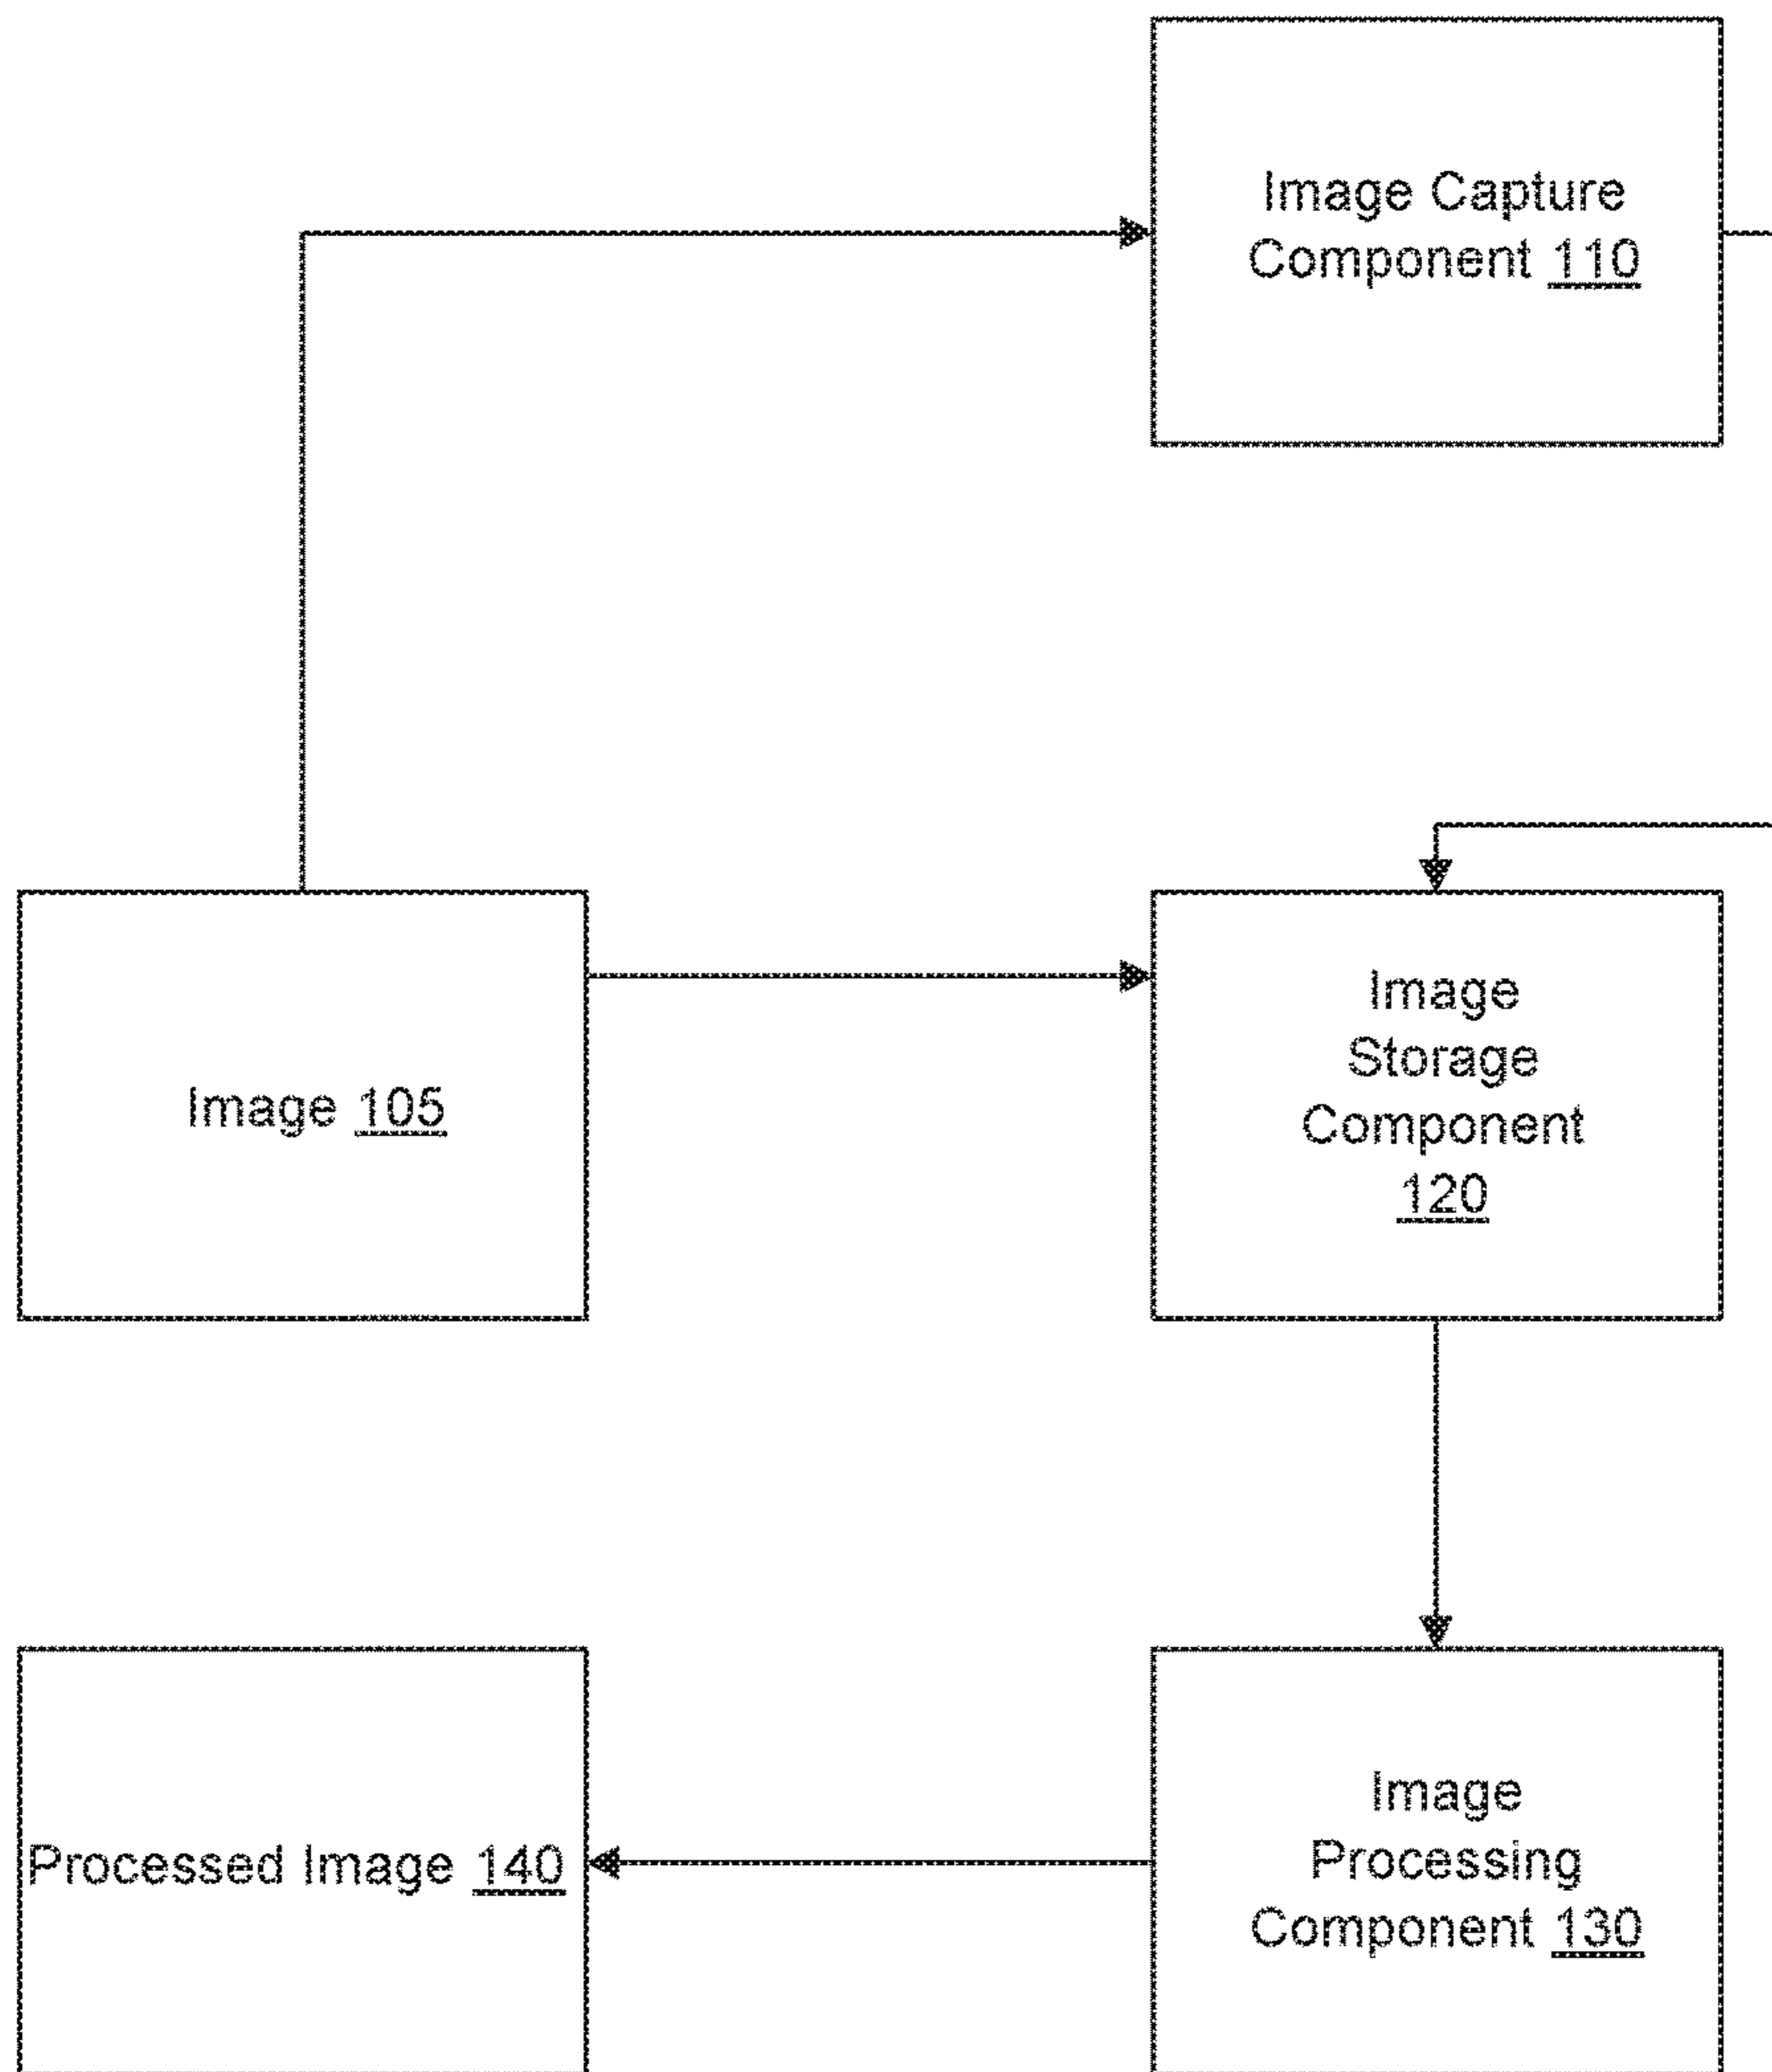 Image Capture
Component 110
Image 105
Image
Storage
Component
120
Processed Image 140
Image
Processing
Component 130